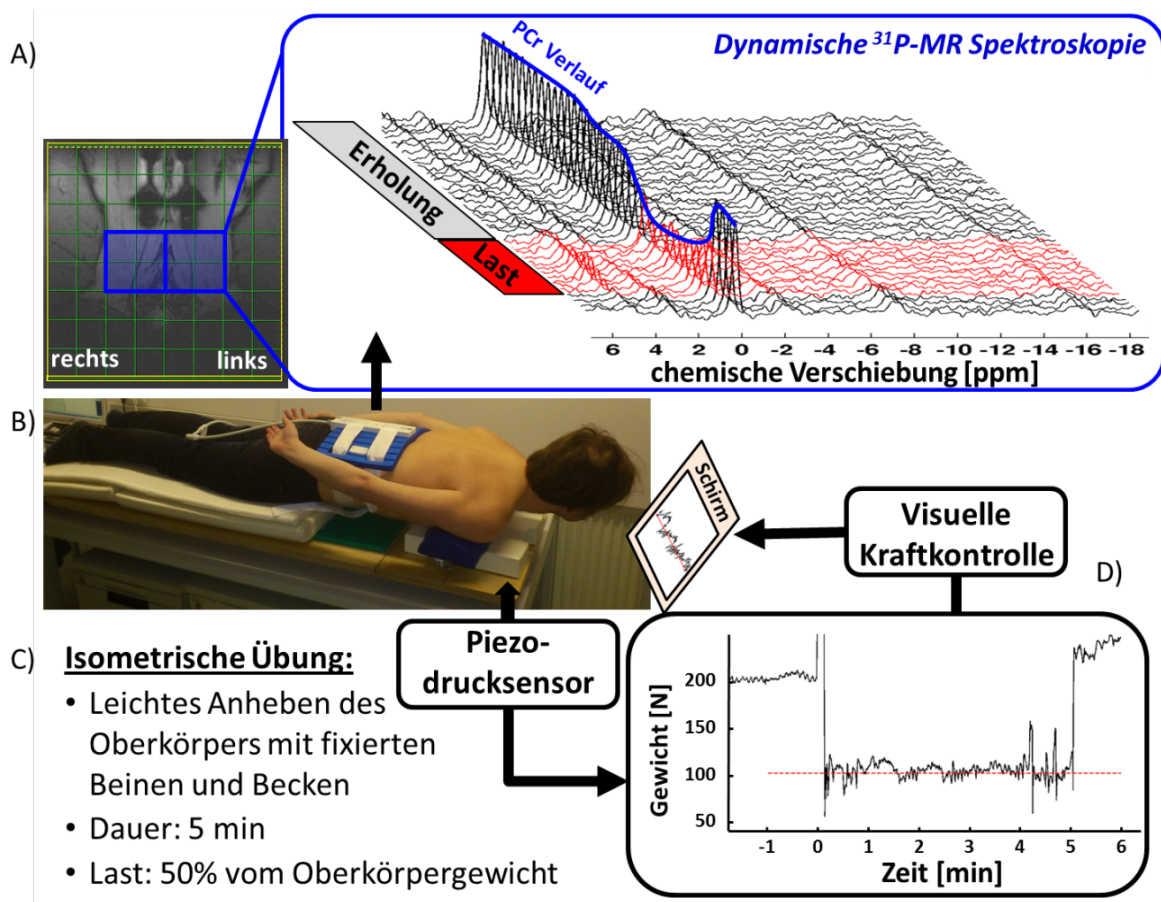 A)
Dynamische ³¹P-MR Spektroskopie
PCr Verlauf
Erholung
Last
rechts
links
6 4 2 0 -2 -4 -6 -8 -10 -12 -14 -16 -18
chemische Verschiebung [ppm]
B)
Schirm
Visuelle
Kraftkontrolle
D)
Piezo-
drucksensor
C)
Isometrische Übung:
• Leichtes Anheben des
Oberkörpers mit fixierten
Beinen und Becken
• Dauer: 5 min
• Last: 50% vom Oberkörpergewicht
Gewicht [N]
200
150
100
50
-1 0 1 2 3 4 5 6
Zeit [min]